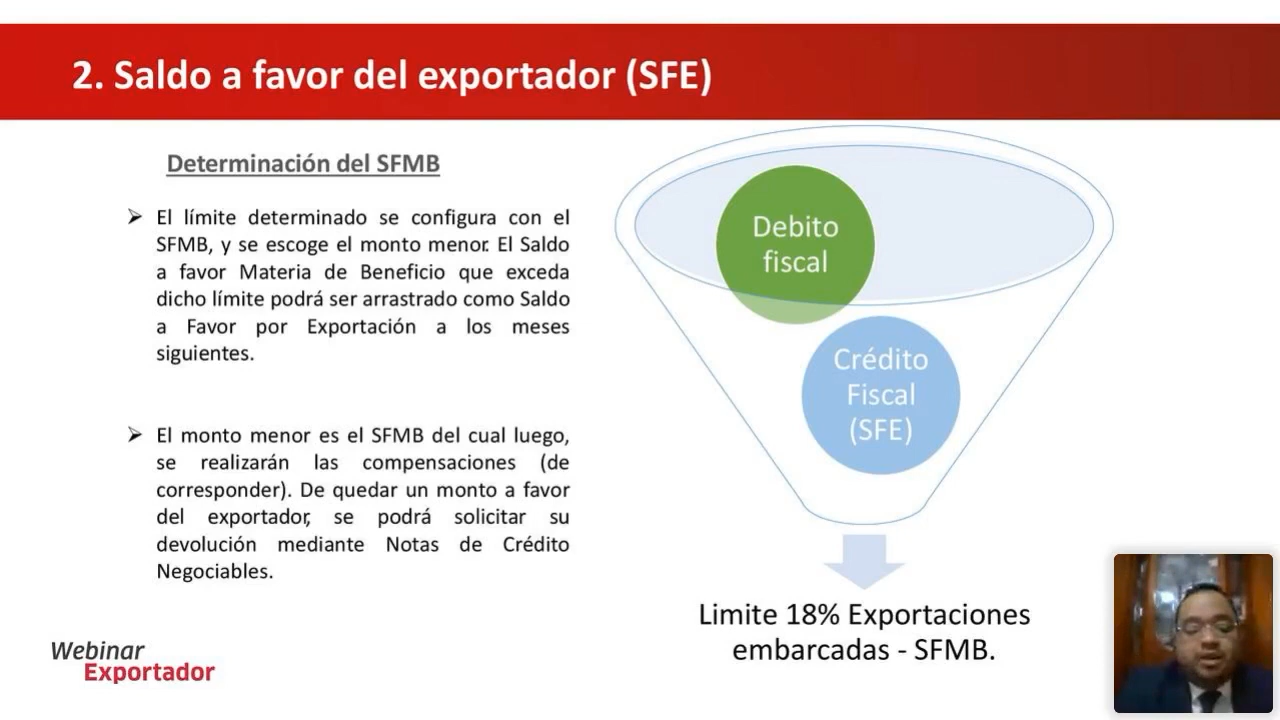 2. Saldo a favor del exportador (SFE)
Determinación del SFMB
➢ El límite determinado se configura con el
SFMB, y se escoge el monto menor. El Saldo
a favor Materia de Beneficio que exceda
dicho límite podrá ser arrastrado como Saldo
a Favor por Exportación a los meses
siguientes.
➢ El monto menor es el SFMB del cual luego,
se realizarán las compensaciones (de
corresponder). De quedar un monto a favor
del exportador, se podrá solicitar su
devolución mediante Notas de Crédito
Negociables.
Debito
fiscal
Crédito
Fiscal
(SFE)
Limite 18% Exportaciones
embarcadas - SFMB.
Webinar
Exportador